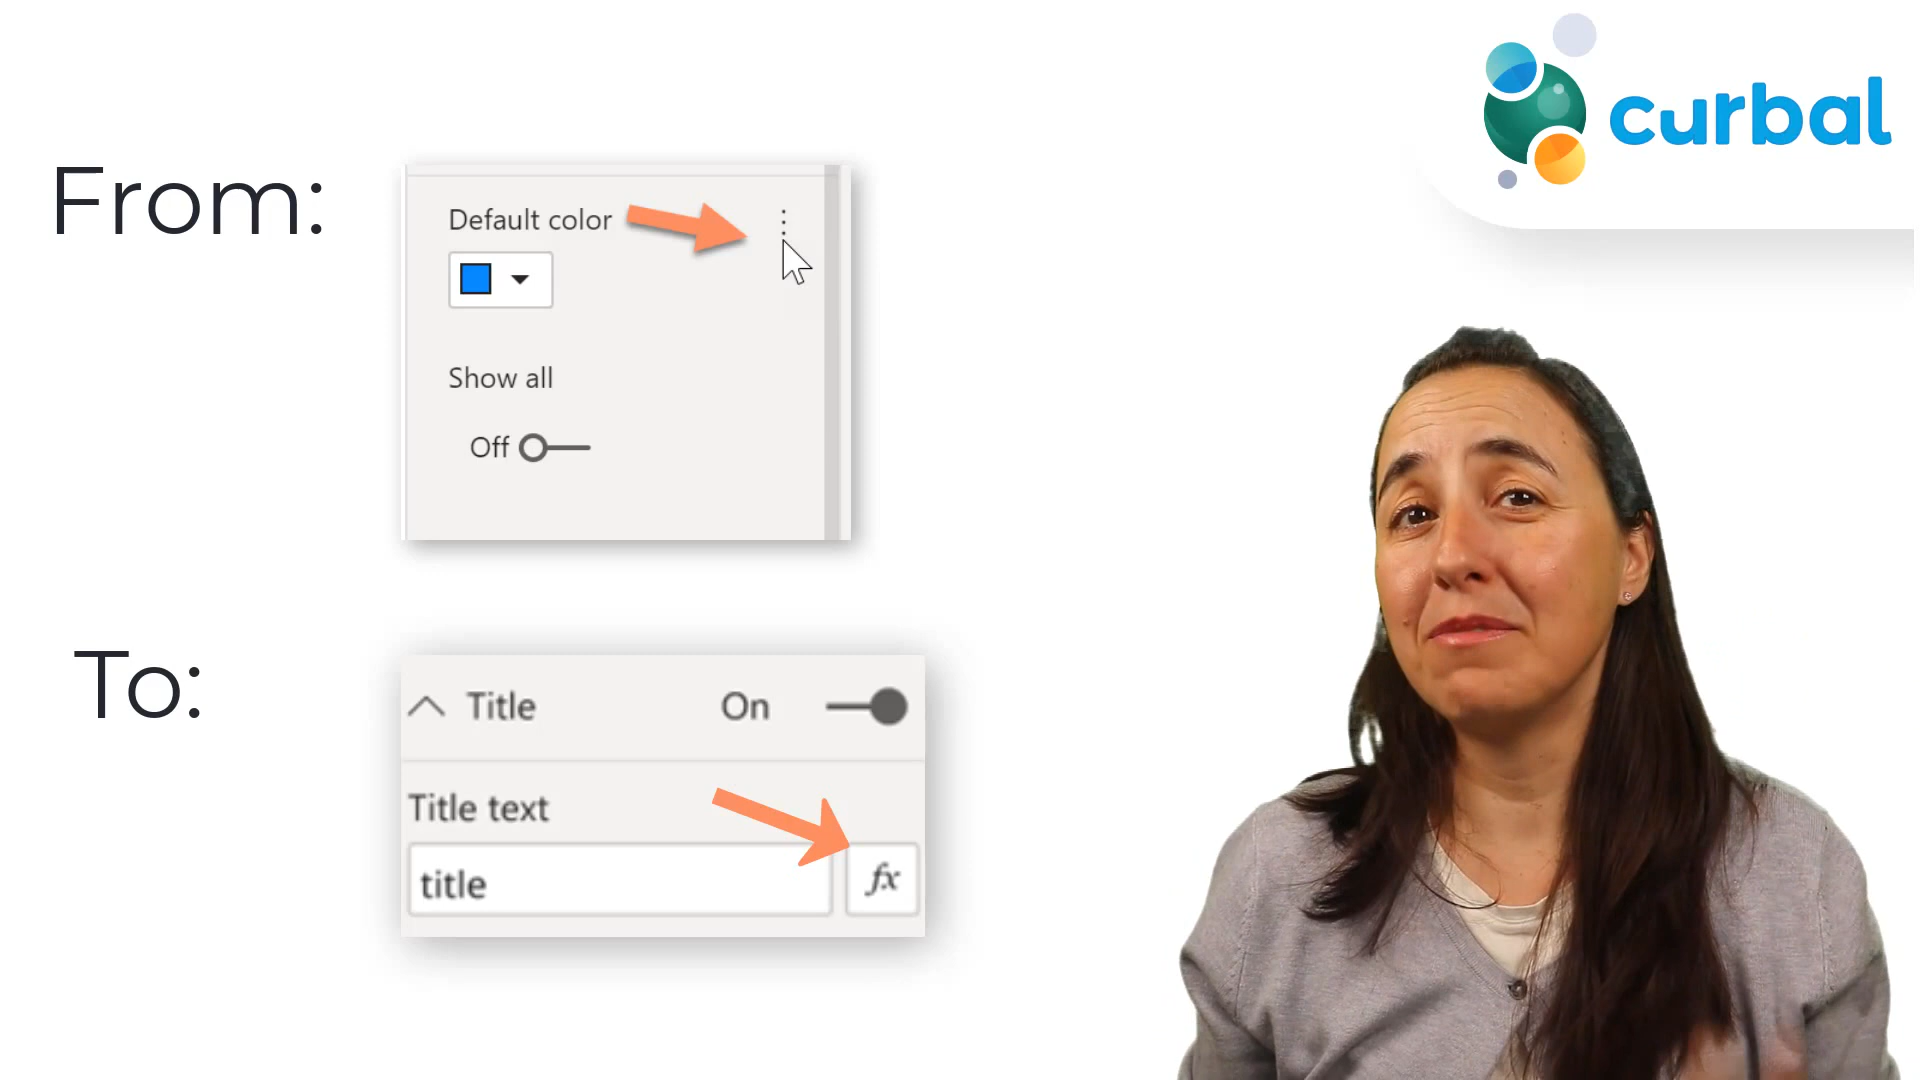 curbal
From:
Default color
Show all
Off
To:
Title On
Title text
title fx